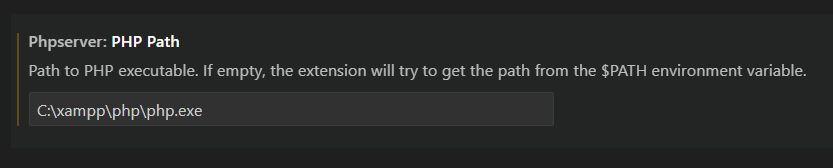 Phpserver: PHP Path
Path to PHP executable. If empty, the extension will try to get the path from the $PATH environment variable.
C:\xampp\php\php.exe